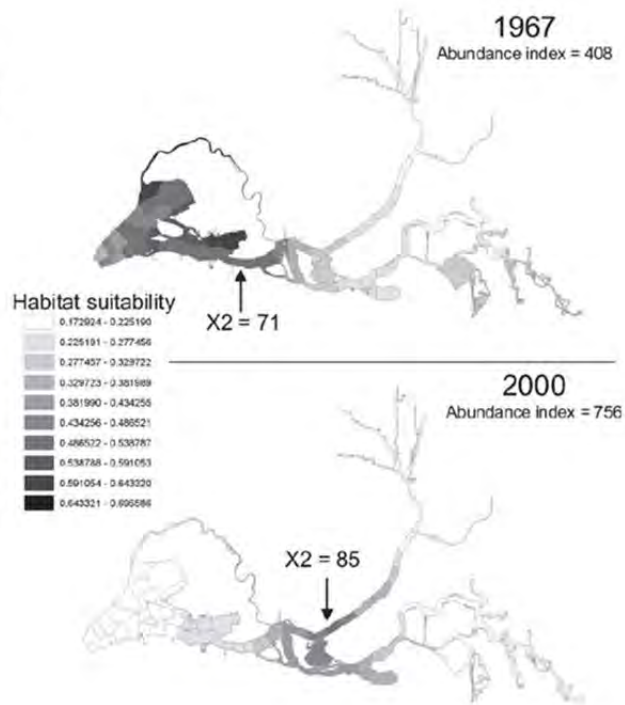 1967
Abundance index = 408
X2 = 71
Habitat suitability
0.172924 - 0.225190
0.225191 - 0.277456
0.277457 - 0.329722
0.329723 - 0.381989
0.381990 - 0.434255
0.434256 - 0.486521
0.486522 - 0.538787
0.538788 - 0.591053
0.591054 - 0.643320
0.643321 - 0.695586
2000
Abundance index = 756
X2 = 85